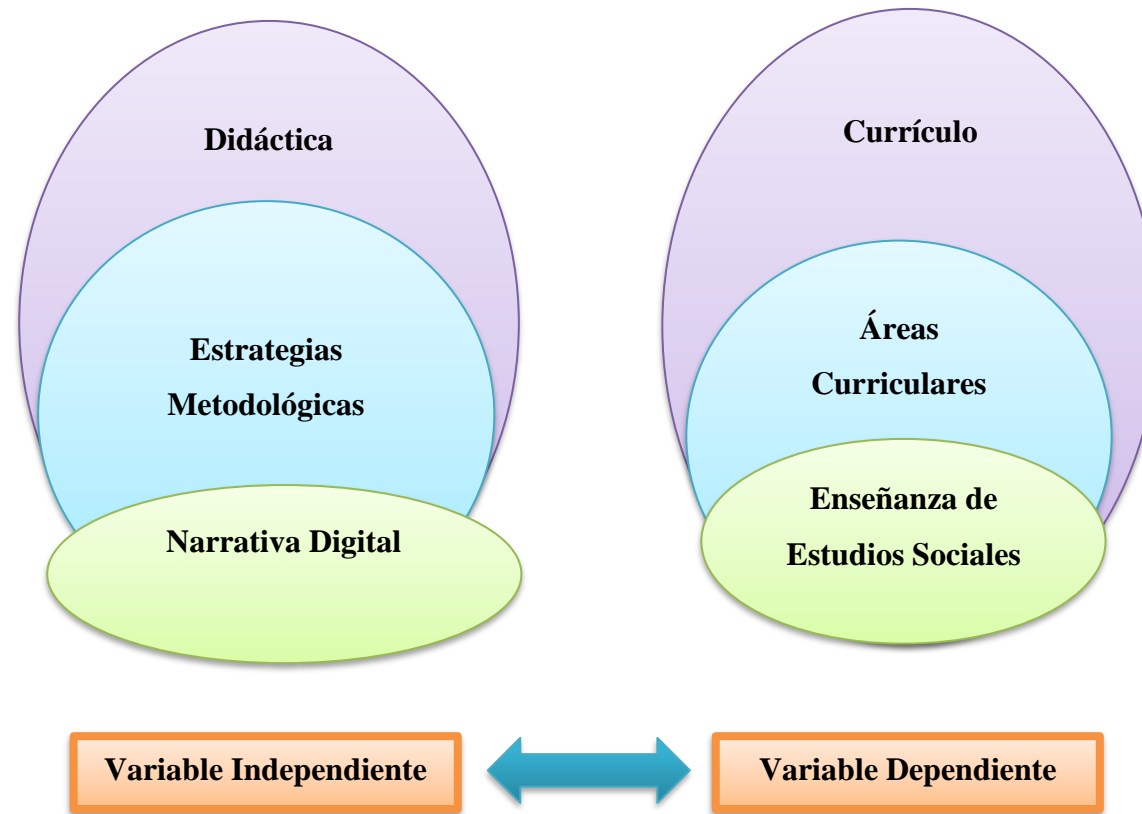 Didáctica
Estrategias
Metodológicas
Narrativa Digital
Currículo
Áreas
Curriculares
Enseñanza de
Estudios Sociales
Variable Independiente
Variable Dependiente